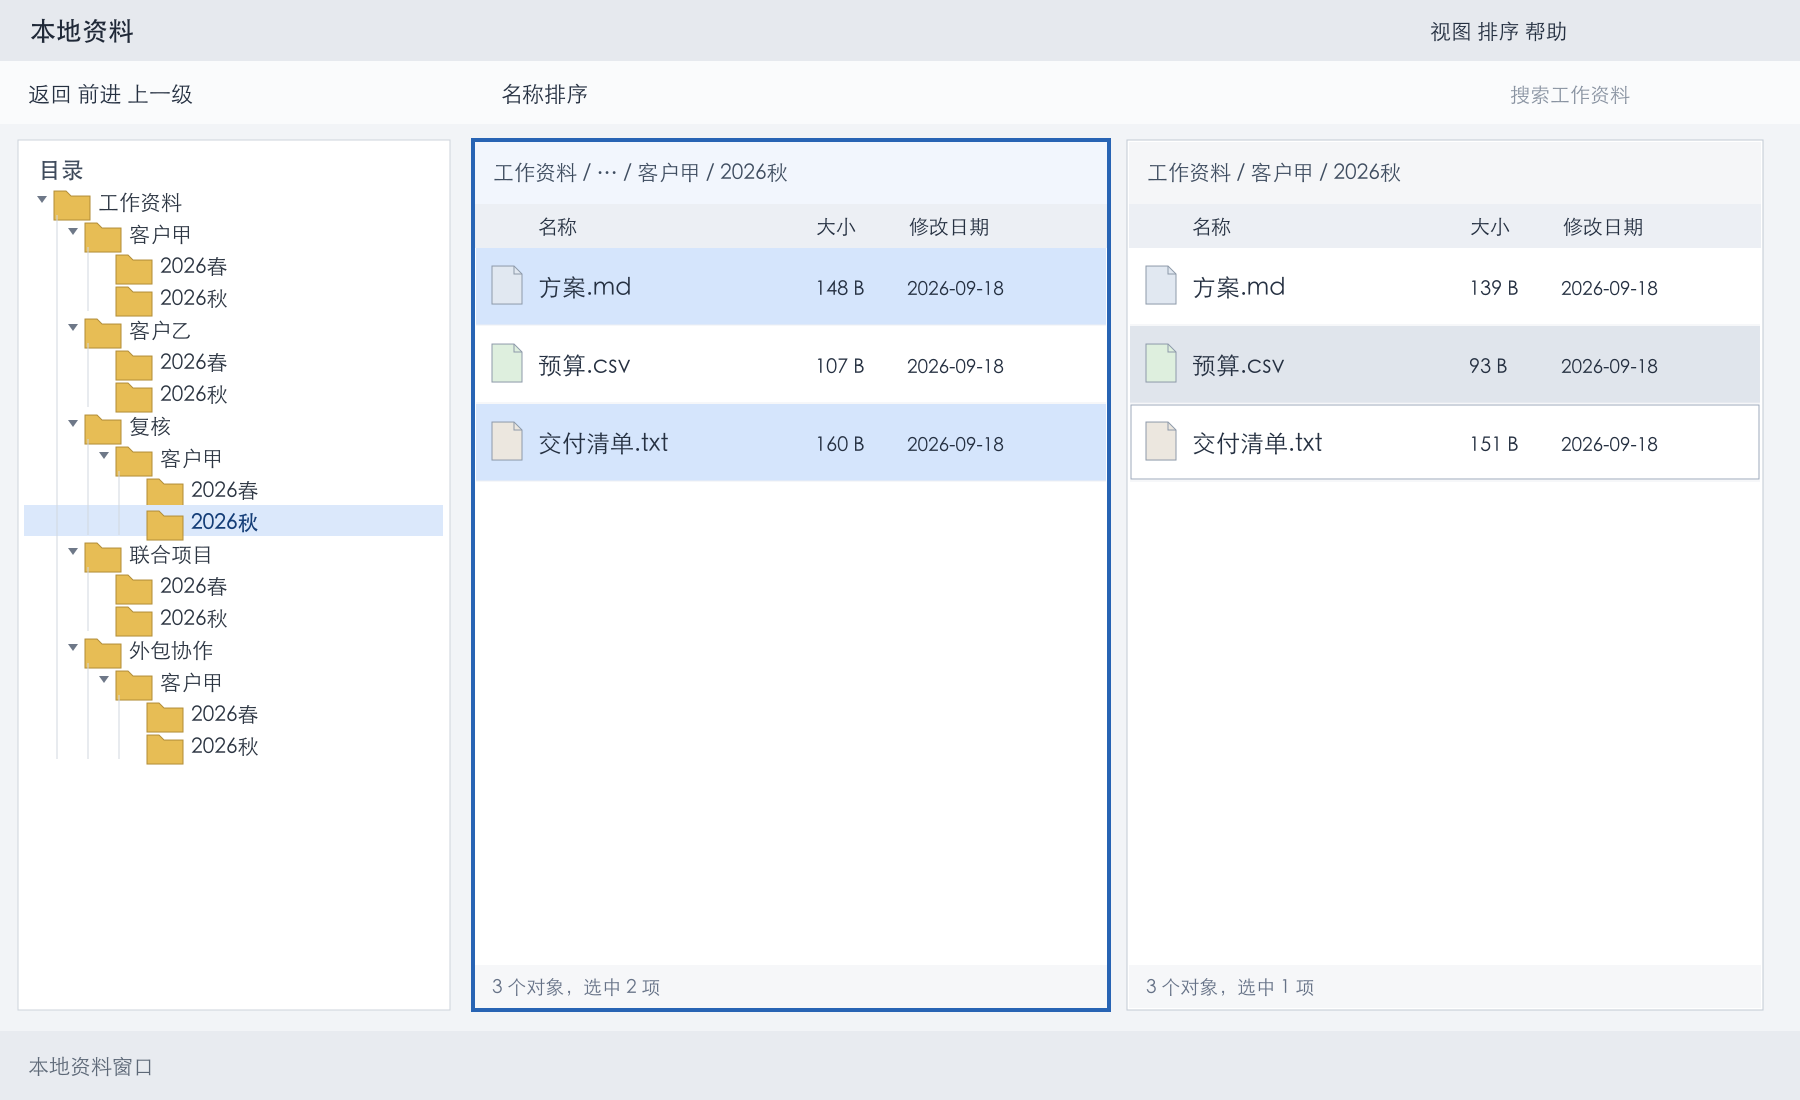 本地资料
视图 排序 帮助
返回 前进 上一级
名称排序
搜索工作资料
目录
工作资料
客户甲
2026春
2026秋
客户乙
2026春
2026秋
复核
客户甲
2026春
2026秋
联合项目
2026春
2026秋
外包协作
客户甲
2026春
2026秋
工作资料 / ··· / 客户甲 / 2026秋
名称 大小 修改日期
方案.md 148 B 2026-09-18
预算.csv 107 B 2026-09-18
交付清单.txt 160 B 2026-09-18
3 个对象，选中 2 项
工作资料 / 客户甲 / 2026秋
名称 大小 修改日期
方案.md 139 B 2026-09-18
预算.csv 93 B 2026-09-18
交付清单.txt 151 B 2026-09-18
3 个对象，选中 1 项
本地资料窗口